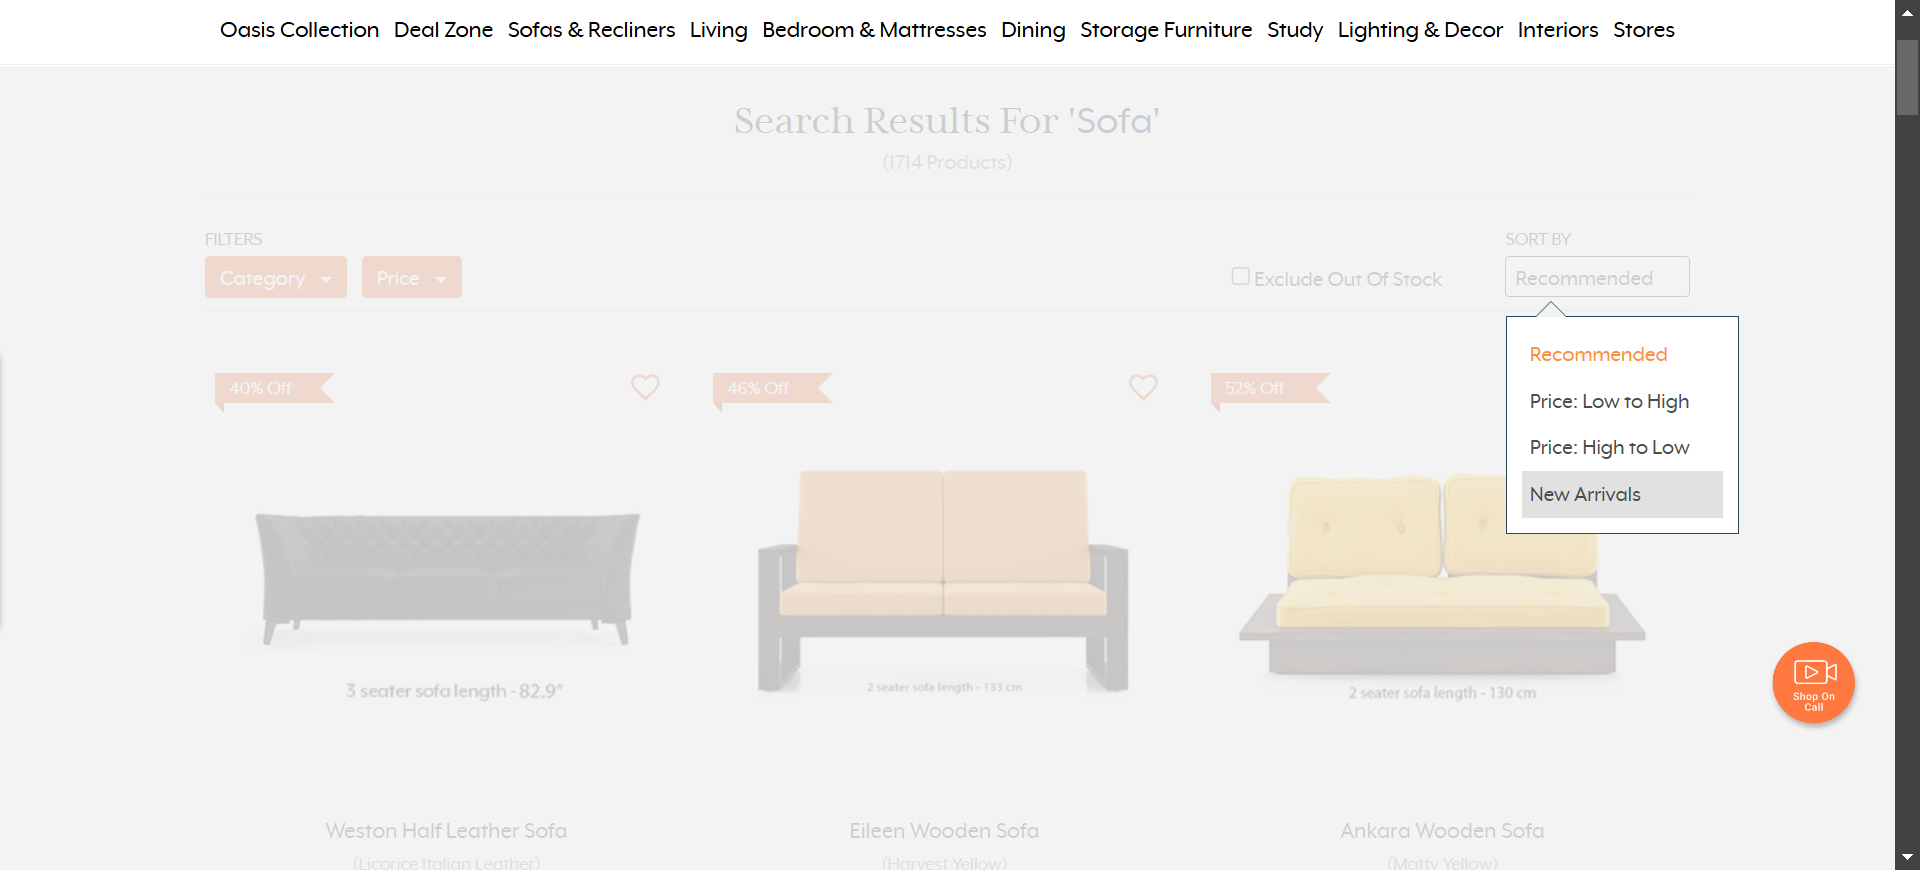 Oasis Collection Deal Zone Sofas & Recliners Living Bedroom & Mattresses Dining Storage Furniture Study Lighting & Decor Interiors Stores
Search Results For 'Sofa'
(1714 Products)
FILTERS
SORT BY
Category Price
Exclude Out Of Stock
Recommended
Recommended
Price: Low to High
Price: High to Low
New Arrivals
40% Off
46% Off
52% Off
3 seater sofa length - 82.9"
2 seater sofa length - 133 cm
2 seater sofa length - 130 cm
Shop On
Call
Weston Half Leather Sofa
Eileen Wooden Sofa
Ankara Wooden Sofa
(Licorice Italian Leather)
(Harvest Yellow)
(Matty Yellow)